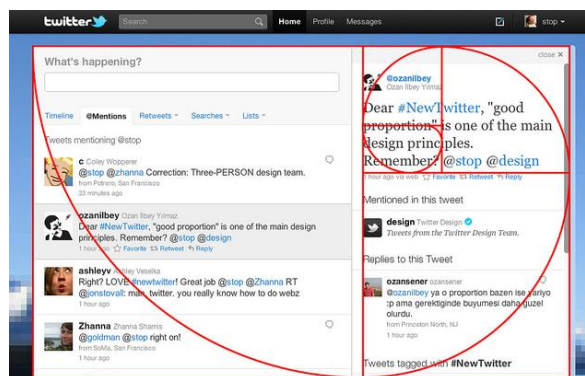 twitter
Search
Home Profile Messages
stop
What's happening?
Timeline @Mentions Retweets Searches Lists
Tweets mentioning @stop
c Coley Wopperer
@stop @zhanna Correction: Three-PERSON design team.
from Potrero, San Francisco
33 minutes ago
ozanilbey Ozan Ilbey Yılmaz
Dear #NewTwitter, "good proportion" is one of the main design
principles. Remember? @stop @design
1 hour ago Favorite Retweet Reply
ashleyv Ashley Veselka
Right? LOVE #newtwitter! Great job @stop @Zhanna RT
@jonstovall: man, twitter. you really know how to do webz
1 hour ago
Zhanna Zhanna Shamis
@goldman @stop right on!
from SoMa, San Francisco
1 hour ago
close ×
@ozanilbey
Ozan Ilbey Yılmaz
Dear #NewTwitter, "good
proportion" is one of the main
design principles.
Remember? @stop @design
1 hour ago via web Favorite Retweet Reply
Mentioned in this tweet
design Twitter Design
Tweets from the Twitter Design Team.
Replies to this Tweet
ozansener ozansener
@ozanilbey ya o proportion bazen ise yariyo
:p ama gerektiginde buyumesi daha guzel
olurdu.
from Princeton North, NJ
1 hour ago
Tweets tagged with #NewTwitter